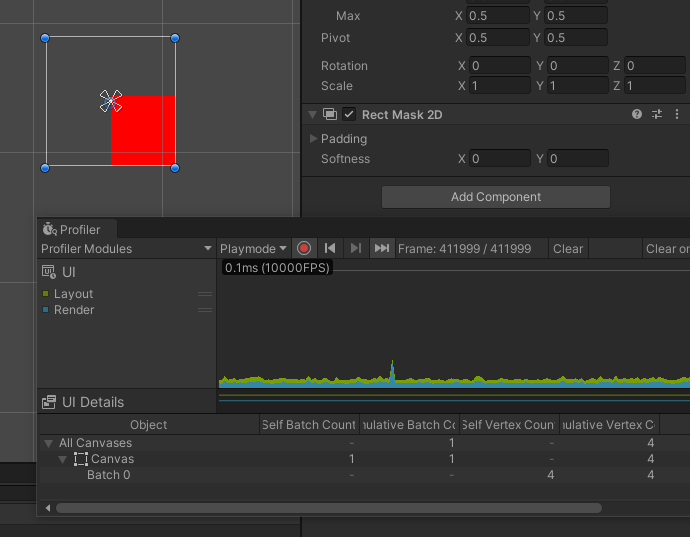 Max X 0.5 Y 0.5
Pivot X 0.5 Y 0.5
Rotation X 0 Y 0 Z 0
Scale X 1 Y 1 Z 1
Rect Mask 2D
Padding
Softness X 0 Y 0
Add Component
Profiler
Profiler Modules Playmode Frame: 411999 / 411999 Clear Clear or
UI 0.1ms (10000FPS)
Layout
Render
UI Details
Object Self Batch Count mulative Batch Co Self Vertex Coun umulative Vertex C
All Canvases - 1 - 4
Canvas 1 1 - 4
Batch 0 - - 4 4